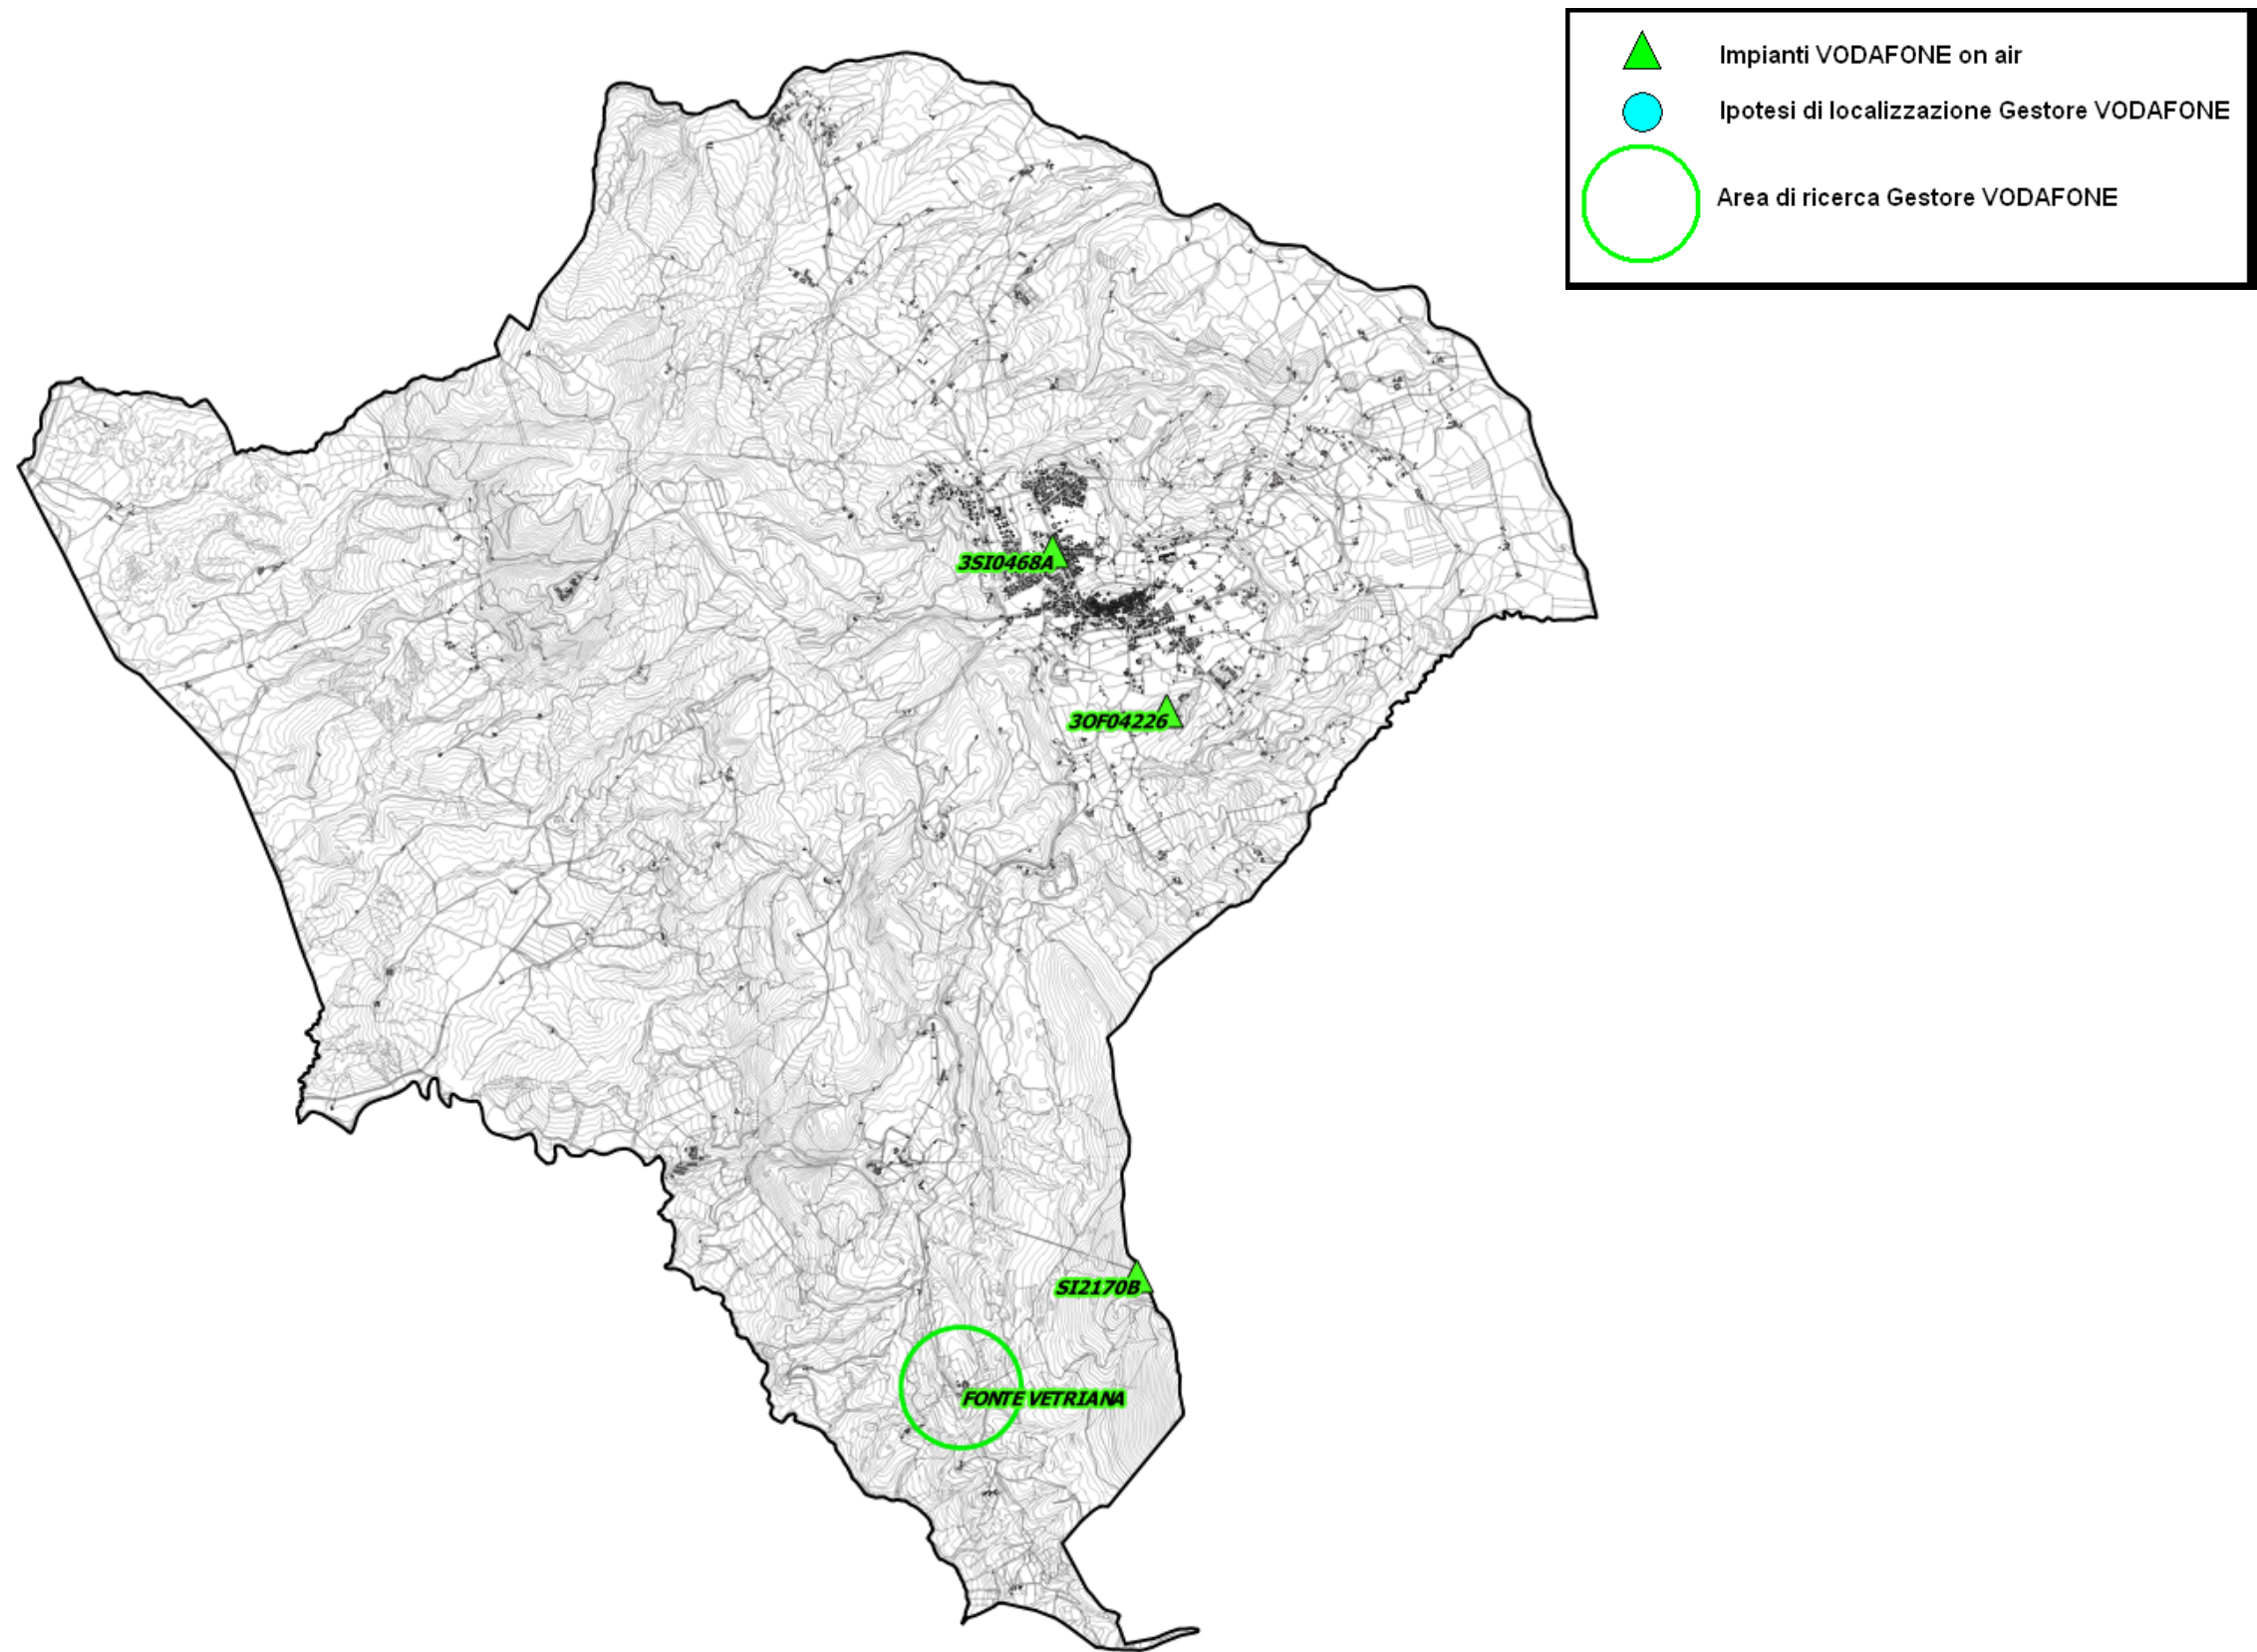 Impianti VODAFONE on air
Ipotesi di localizzazione Gestore VODAFONE
Area di ricerca Gestore VODAFONE
3SI0468A
3OF04226
SI2170B
FONTE VETRIANA